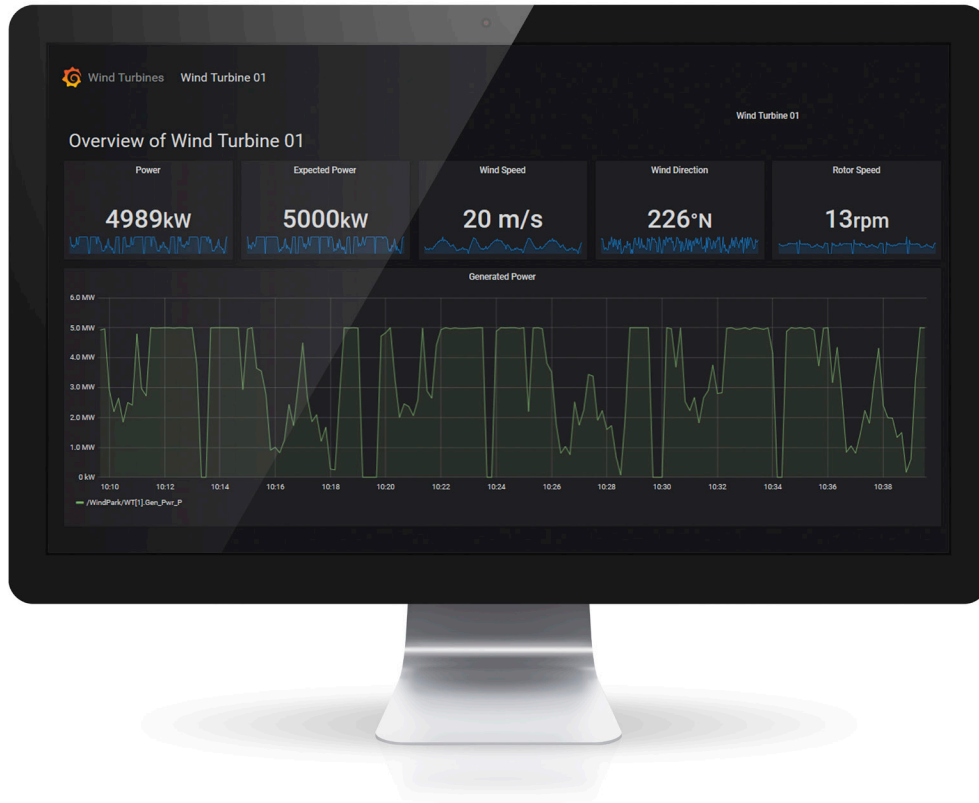 Wind Turbines Wind Turbine 01
Wind Turbine 01
Overview of Wind Turbine 01
Power Expected Power Wind Speed Wind Direction Rotor Speed
4989kW 5000kW 20 m/s 226°N 13rpm
Generated Power
6.0 MW
5.0 MW
4.0 MW
3.0 MW
2.0 MW
1.0 MW
0 kW
10:10 10:12 10:14 10:16 10:18 10:20 10:22 10:24 10:26 10:28 10:30 10:32 10:34 10:36 10:38
/WindPark/WT[1].Gen_Pwr_P